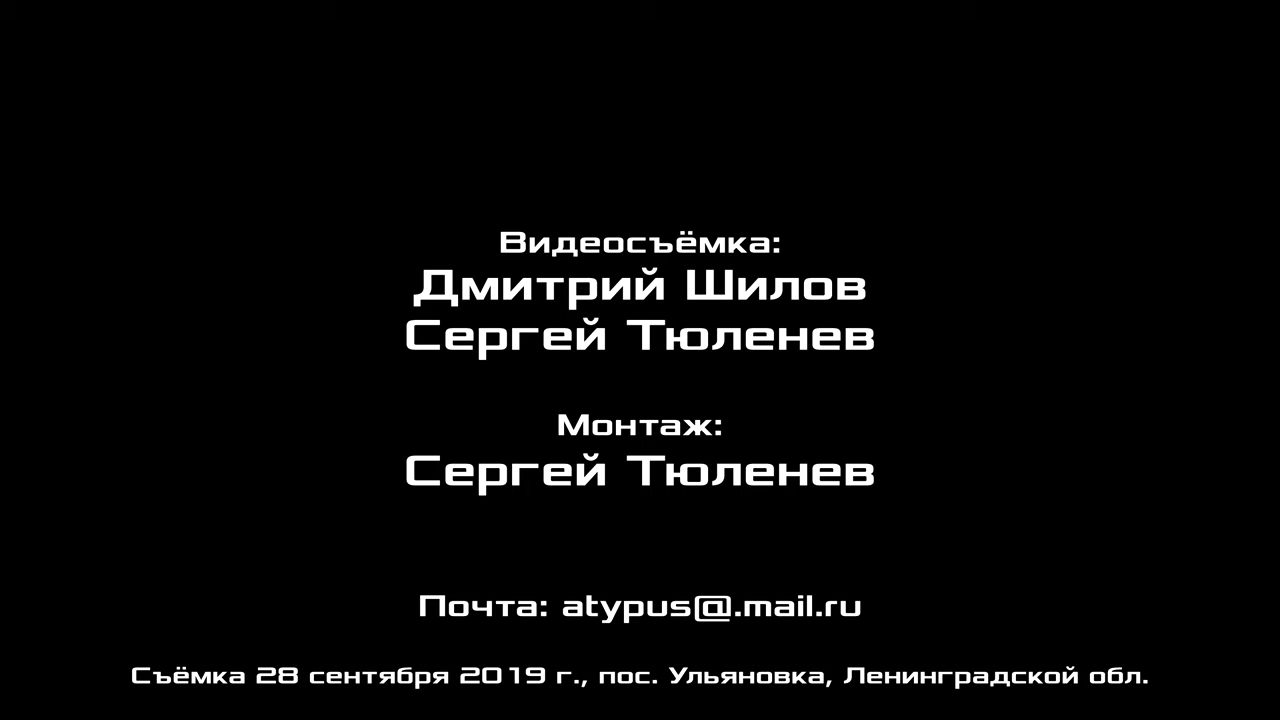 Видеосъёмка:
Дмитрий Шилов
Сергей Тюленев
Монтаж:
Сергей Тюленев
Почта: atypus@.mail.ru
Съёмка 28 сентября 2019 г., пос. Ульяновка, Ленинградской обл.